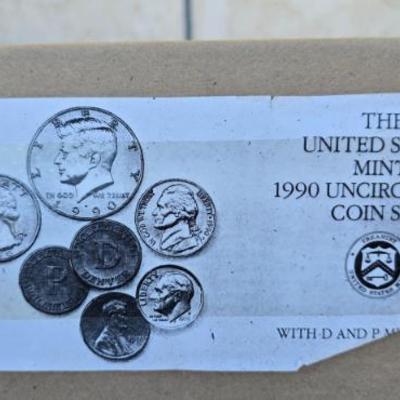 THE
UNITED S
MINT
1990 UNCIRC
COIN S
WITH D AND P M
LIBERTY
IN GOD WE TRUST
1990
D
P
LIBERTY